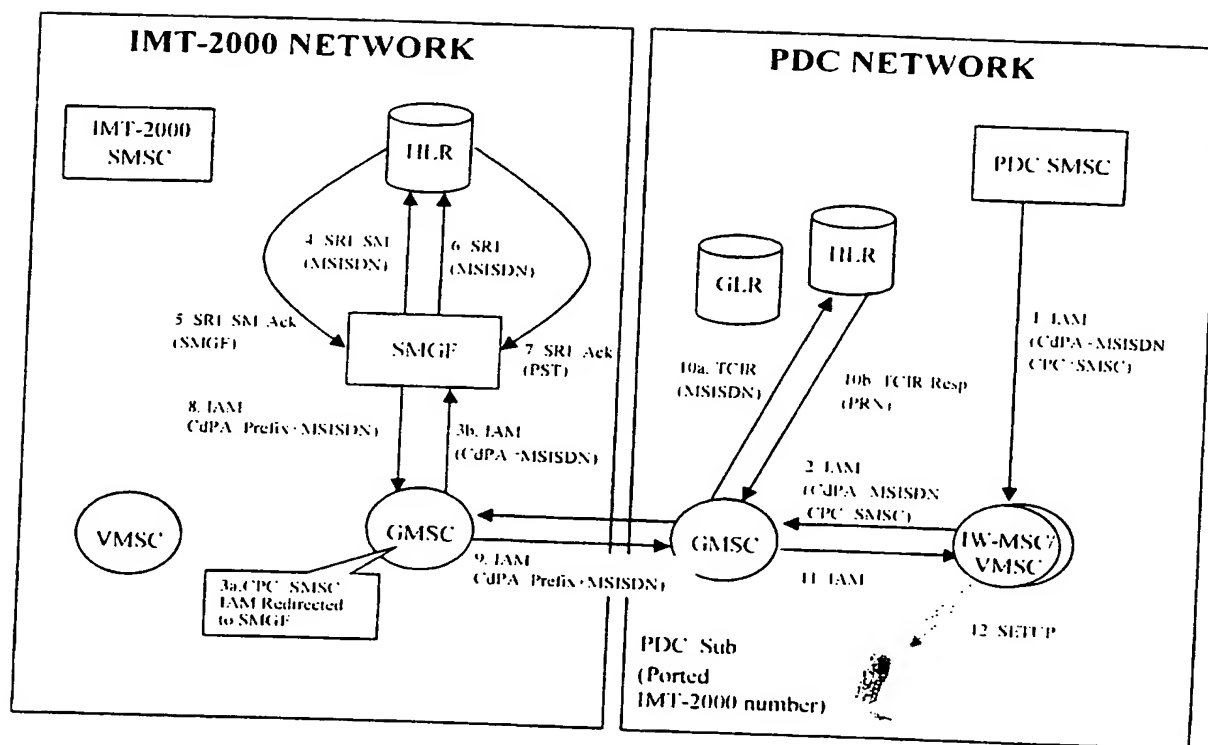 IMT-2000 NETWORK
IMT-2000
SMSC
HLR
4 SRI SM
(MSISDN)
6 SRI
(MSISDN)
5 SRI SM Ack
(SMGF)
SMGF
7 SRI Ack
(PST)
8. IAM
CdPA Prefix+MSISDN)
3b. IAM
(CdPA =MSISDN)
VMSC
GMSC
3a.CPC SMSC
IAM Redirected
to SMGF
9. IAM
CdPA Prefix+MSISDN)
PDC NETWORK
PDC SMSC
HLR
GLR
1 IAM
(CdPA=MSISDN
CPC=SMSC)
10a. TCIR
(MSISDN)
10b. TCIR Resp
(PRN)
2 IAM
(CdPA MSISDN
CPC SMSC)
GMSC
IW-MSC/
VMSC
11 IAM
12 SETUP
PDC Sub
(Ported
IMT-2000 number)